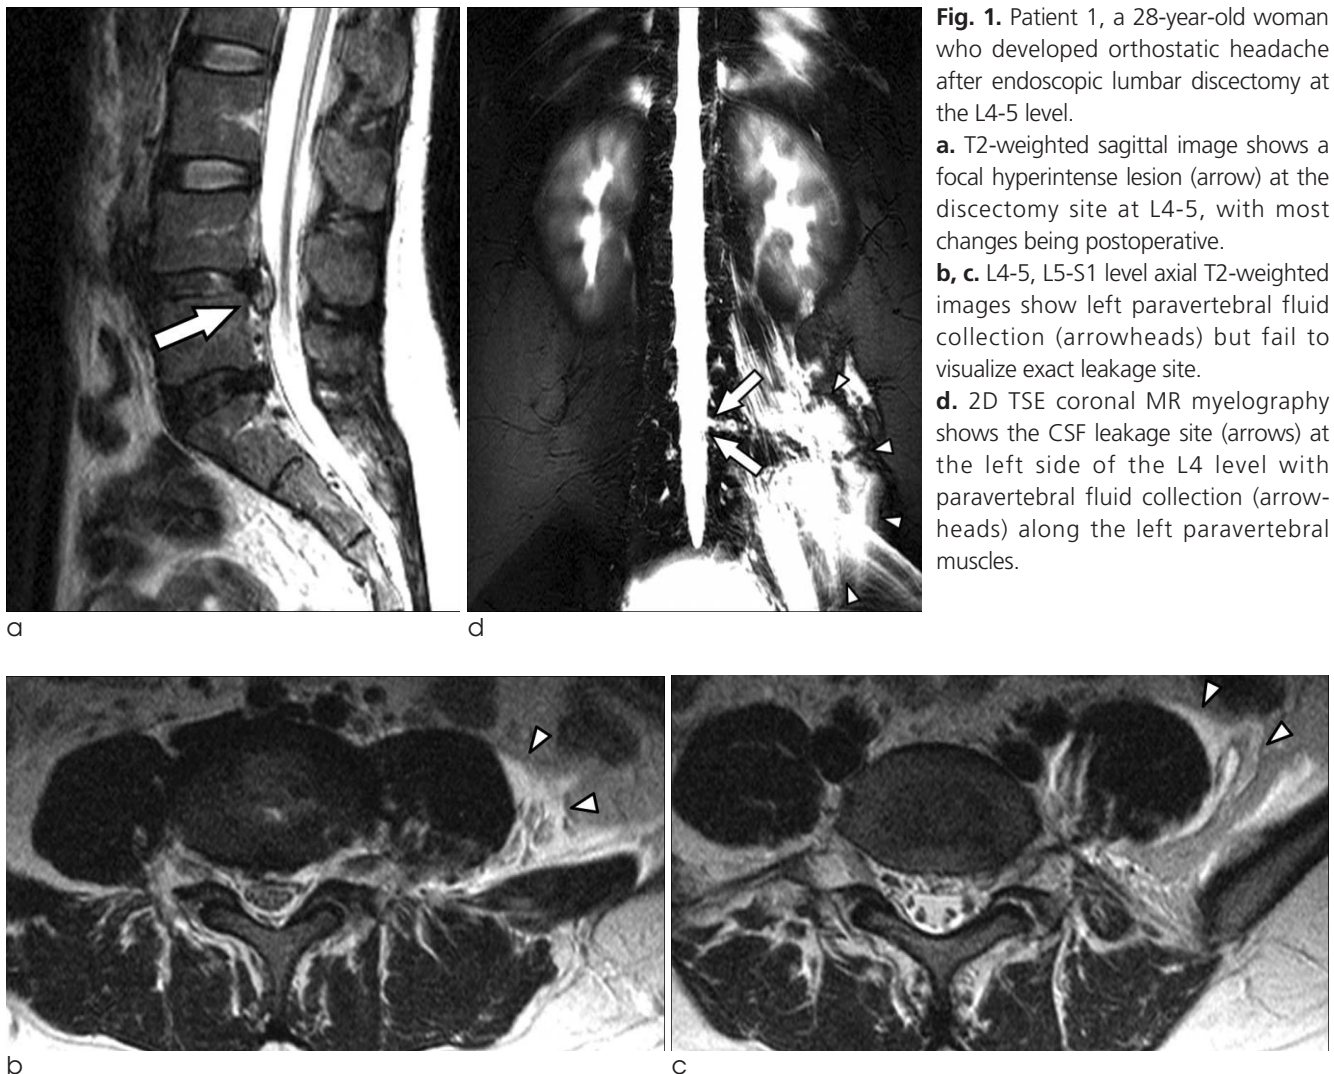 Fig. 1. Patient 1, a 28-year-old woman
who developed orthostatic headache
after endoscopic lumbar discectomy at
the L4-5 level.
a. T2-weighted sagittal image shows a
focal hyperintense lesion (arrow) at the
discectomy site at L4-5, with most
changes being postoperative.
b, c. L4-5, L5-S1 level axial T2-weighted
images show left paravertebral fluid
collection (arrowheads) but fail to
visualize exact leakage site.
d. 2D TSE coronal MR myelography
shows the CSF leakage site (arrows) at
the left side of the L4 level with
paravertebral fluid collection (arrow-
heads) along the left paravertebral
muscles.
a
d
b
c